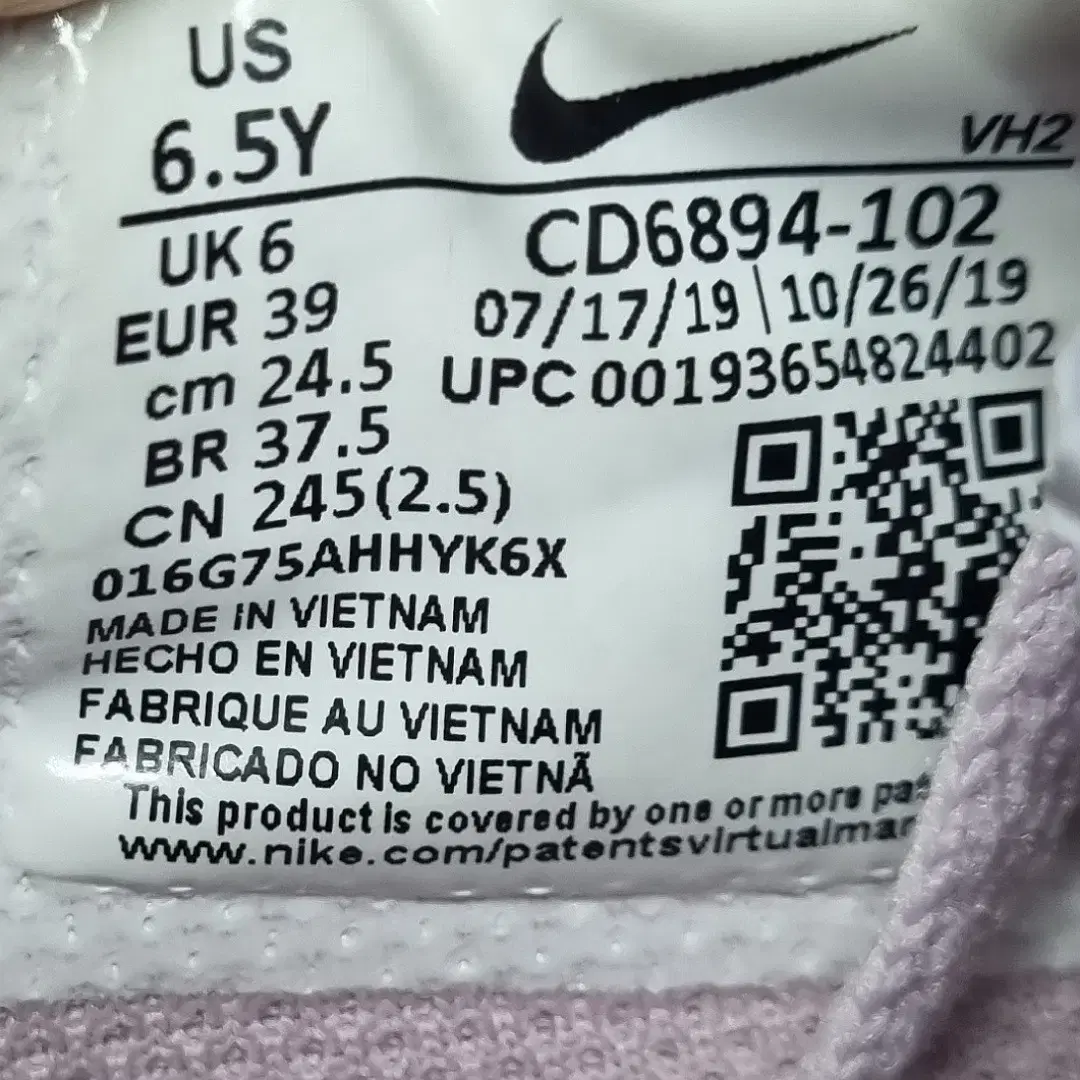 US
6.5Y
VH2
UK 6
EUR 39
cm 24.5
BR 37.5
CN 245(2.5)
CD6894-102
07/17/19 | 10/26/19
UPC 00193654824402
016G75AHHYK6X
MADE IN VIETNAM
HECHO EN VIETNAM
FABRIQUE AU VIETNAM
FABRICADO NO VIETNÃ
This product is covered by one or more
www.nike.com/patentsvirtualmar